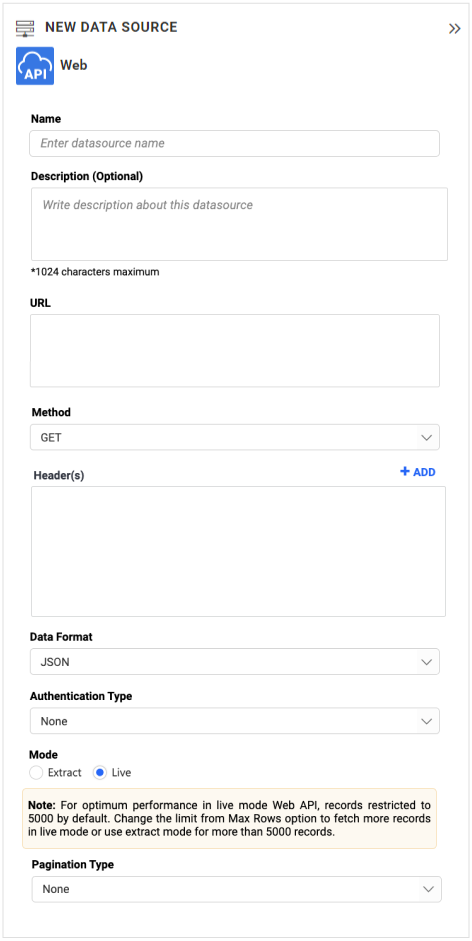 NEW DATA SOURCE
API
Web
Name
Enter datasource name
Description (Optional)
Write description about this datasource
*1024 characters maximum
URL
Method
GET
Header(s)
+ ADD
Data Format
JSON
Authentication Type
None
Mode
Extract
Live
Note: For optimum performance in live mode Web API, records restricted to
5000 by default. Change the limit from Max Rows option to fetch more records
in live mode or use extract mode for more than 5000 records.
Pagination Type
None